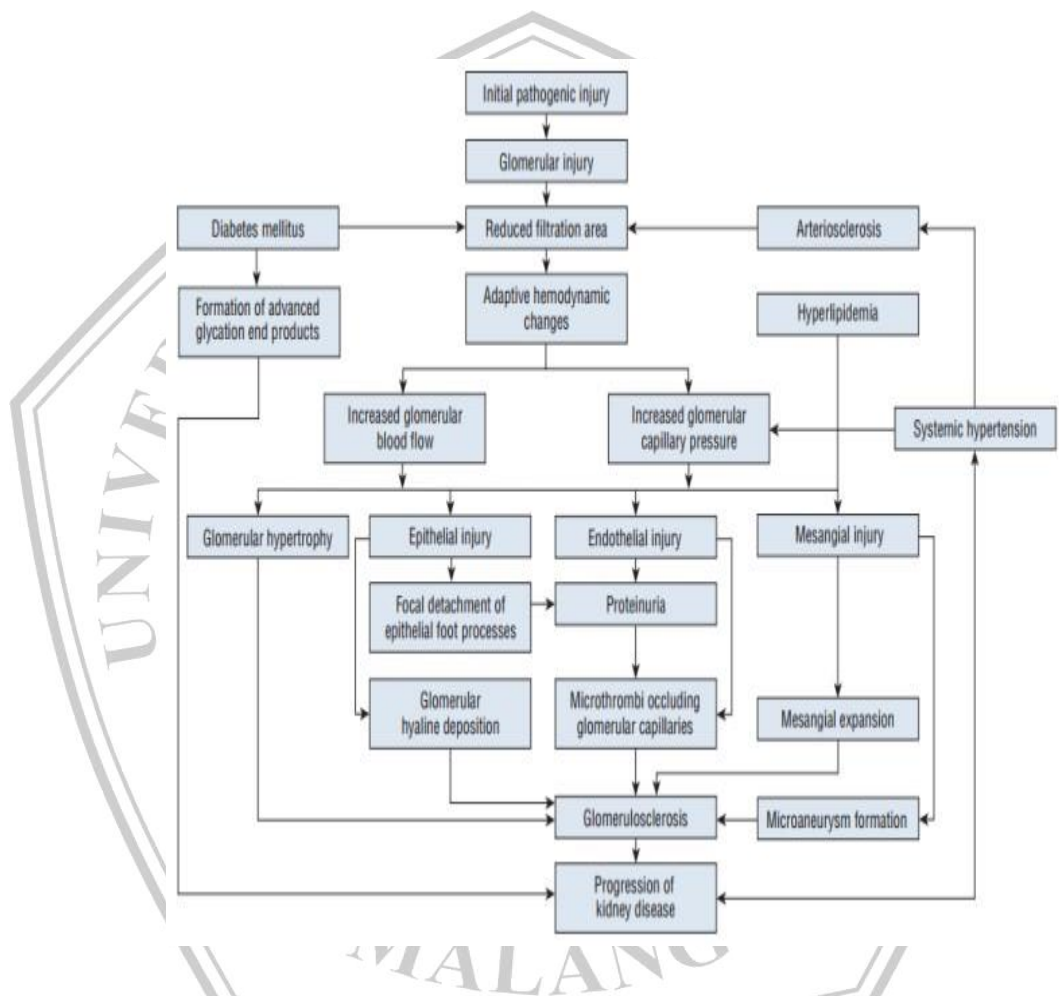 Initial pathogenic injury
Glomerular injury
Diabetes mellitus
Reduced filtration area
Arteriosclerosis
Formation of advanced
glycation end products
Adaptive hemodynamic
changes
Hyperlipidemia
Increased glomerular
blood flow
Increased glomerular
capillary pressure
Systemic hypertension
Glomerular hypertrophy
Epithelial injury
Endothelial injury
Mesangial injury
Focal detachment of
epithelial foot processes
Proteinuria
Glomerular
hyaline deposition
Microthrombi occluding
glomerular capillaries
Mesangial expansion
Glomerulosclerosis
Microaneurysm formation
Progression of
kidney disease
MALANG